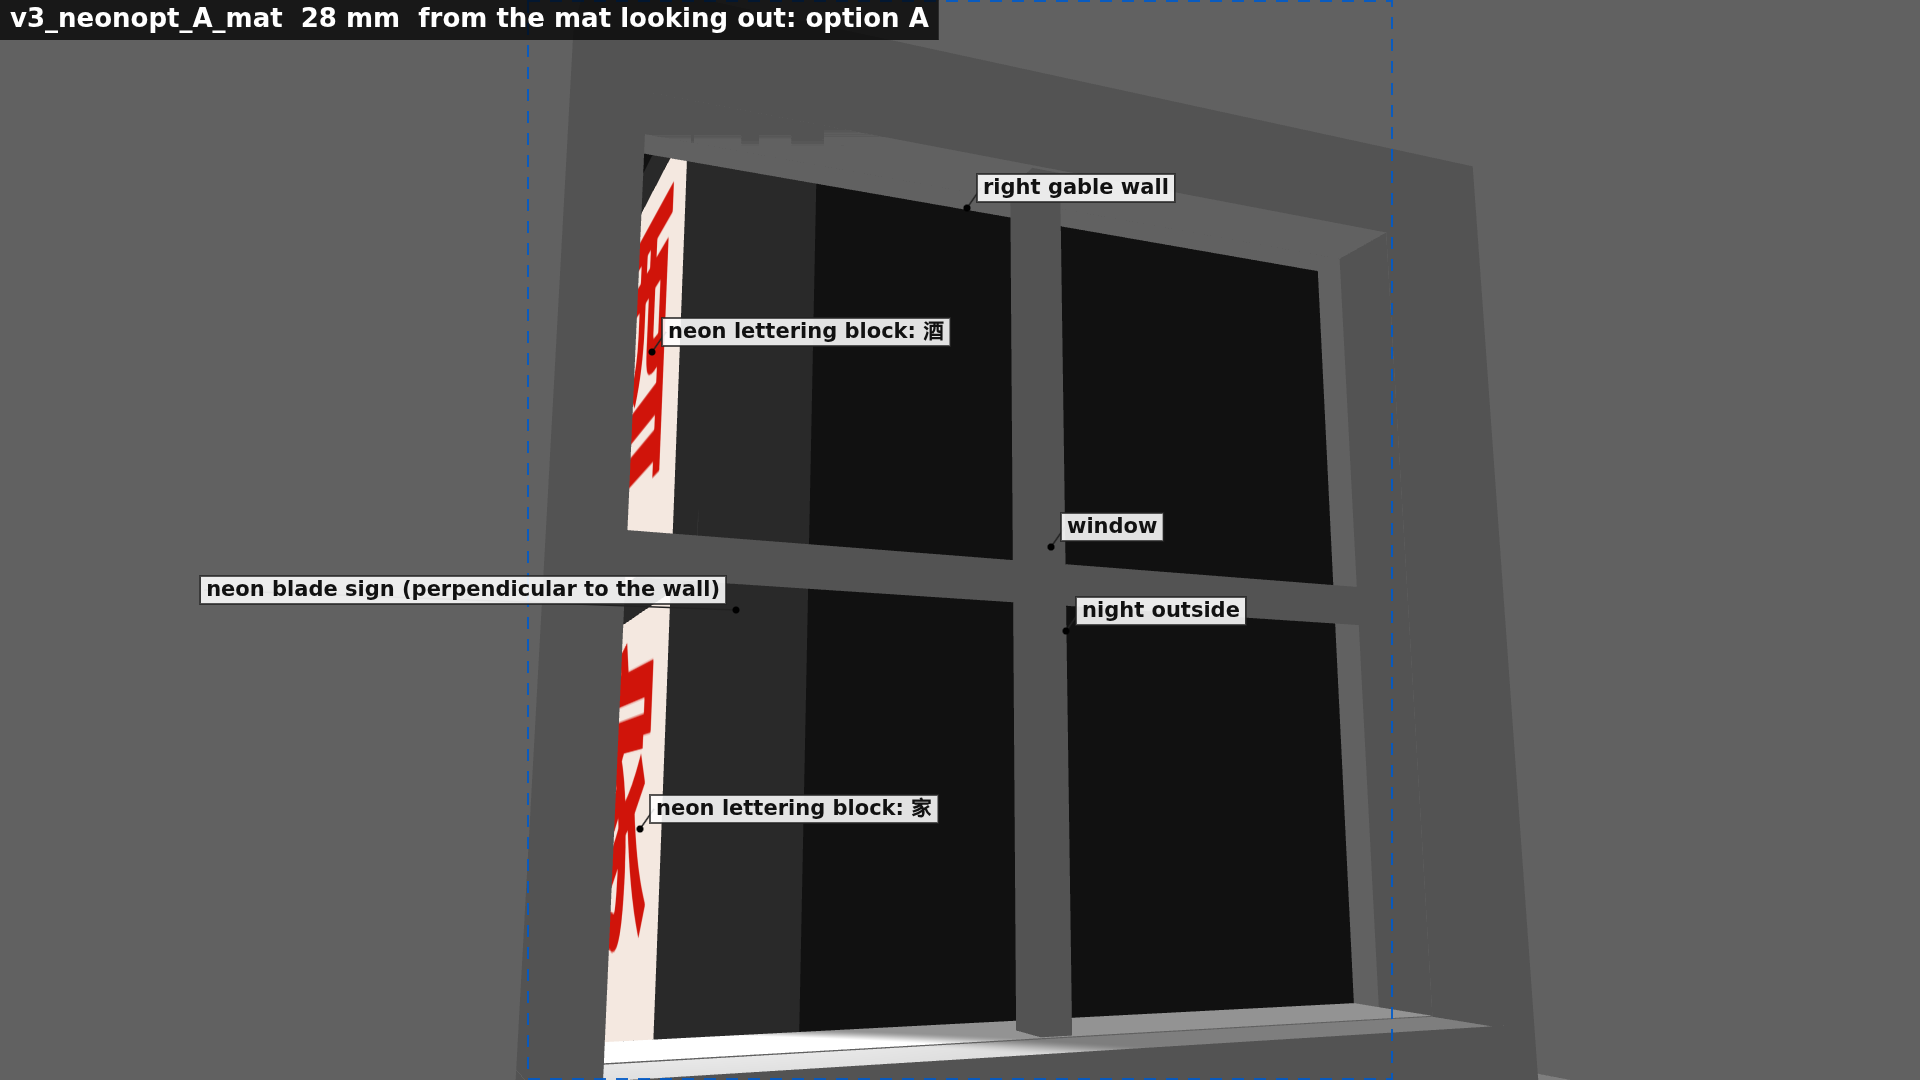 v3_neonopt_A_mat 28 mm from the mat looking out: option A
right gable wall
neon lettering block: 酒
window
neon blade sign (perpendicular to the wall)
night outside
neon lettering block: 家